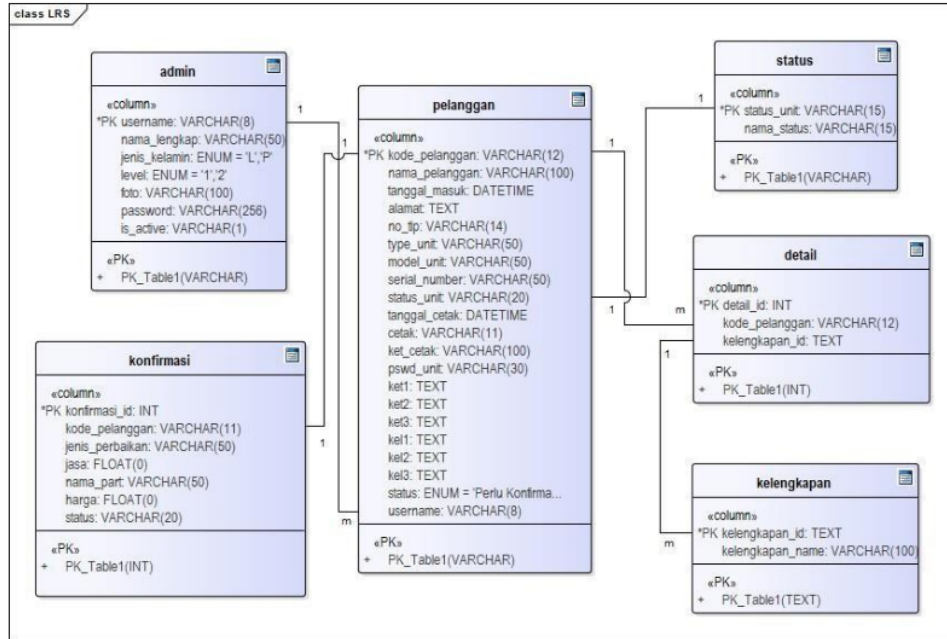 class LRS
admin
«column»
*PK username: VARCHAR(8)
nama_lengkap: VARCHAR(50)
jenis_kelamin: ENUM = 'L','P'
level: ENUM = '1','2'
foto: VARCHAR(100)
password: VARCHAR(256)
is_active: VARCHAR(1)
«PK»
+ PK_Table1(VARCHAR)
konfirmasi
«column»
*PK konfirmasi_id: INT
kode_pelanggan: VARCHAR(11)
jenis_perbaikan: VARCHAR(50)
jasa: FLOAT(0)
nama_part: VARCHAR(50)
harga: FLOAT(0)
status: VARCHAR(20)
«PK»
+ PK_Table1(INT)
1
1
1
m
pelanggan
«column»
*PK kode_pelanggan: VARCHAR(12)
nama_pelanggan: VARCHAR(100)
tanggal_masuk: DATETIME
alamat: TEXT
no_tlp: VARCHAR(14)
type_unit: VARCHAR(50)
model_unit: VARCHAR(50)
serial_number: VARCHAR(50)
status_unit: VARCHAR(20)
tanggal_cetak: DATETIME
cetak: VARCHAR(11)
ket_cetak: VARCHAR(100)
pswd_unit: VARCHAR(30)
ket1: TEXT
ket2: TEXT
ket3: TEXT
kel1: TEXT
kel2: TEXT
kel3: TEXT
status: ENUM = 'Perlu Konfirma...
username: VARCHAR(8)
«PK»
+ PK_Table1(VARCHAR)
1
1
1
m
1
m
status
«column»
*PK status_unit: VARCHAR(15)
nama_status: VARCHAR(15)
«PK»
+ PK_Table1(VARCHAR)
detail
«column»
*PK detail_id: INT
kode_pelanggan: VARCHAR(12)
kelengkapan_id: TEXT
«PK»
+ PK_Table1(INT)
kelengkapan
«column»
*PK kelengkapan_id: TEXT
kelengkapan_name: VARCHAR(100)
«PK»
+ PK_Table1(TEXT)